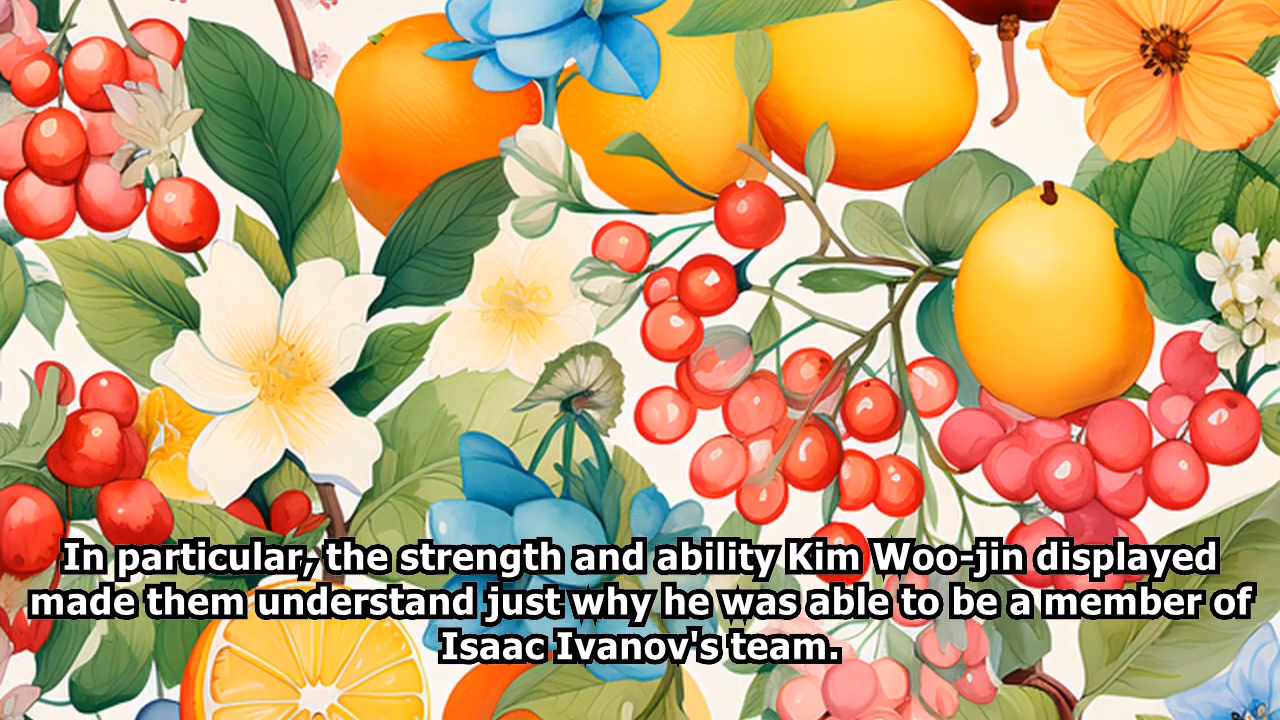 In particular, the strength and ability Kim Woo-jin displayed
made them understand just why he was able to be a member of
Isaac Ivanov's team.